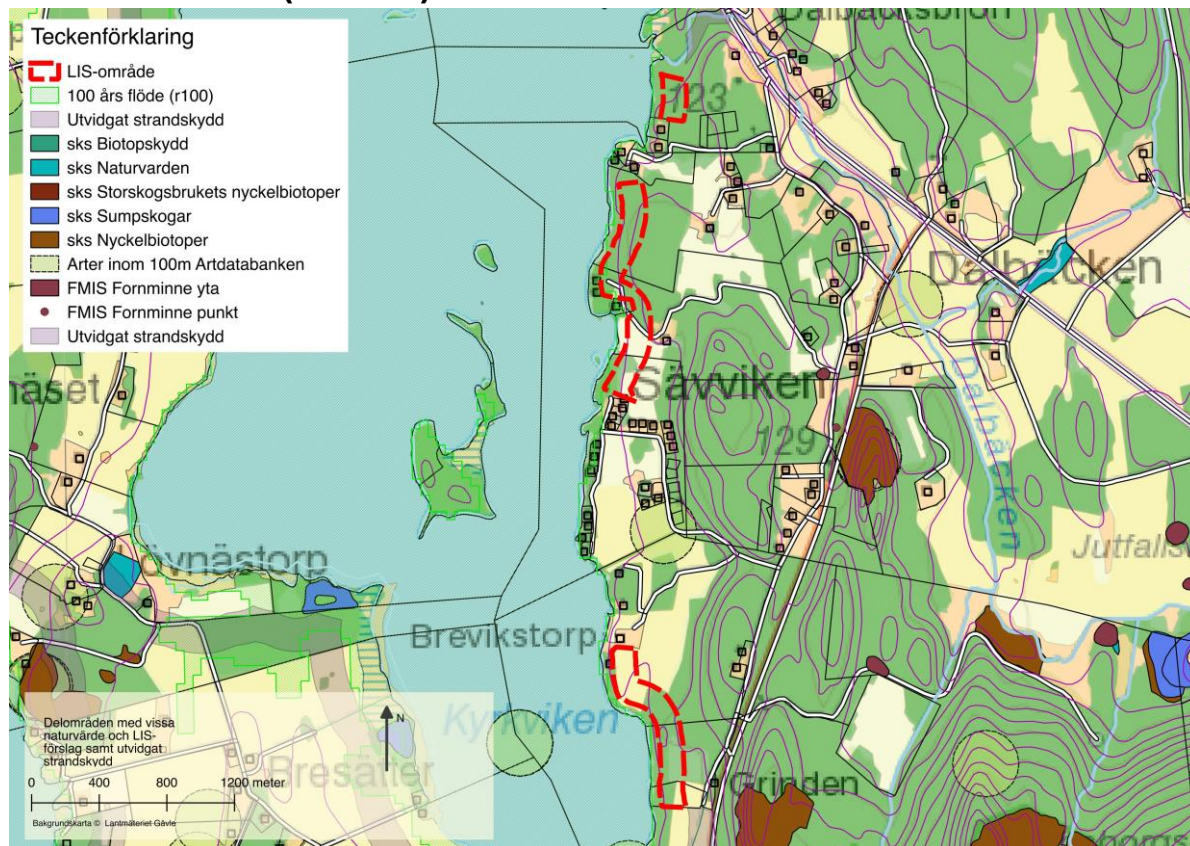 Teckenförklaring
LIS-område
100 års flöde (r100)
Utvidgat strandskydd
sks Biotopskydd
sks Naturvarden
sks Storskogsbrukets nyckelbiotoper
sks Sumpskogar
sks Nyckelbiotoper
Arter inom 100m Artdatabanken
FMIS Fornminne yta
FMIS Fornminne punkt
Utvidgat strandskydd
123
Dalbäcken
Sävviken
129
Dalbäcken
Lövnästorp
Brevikstorp
Kyrkviken
Bresätter
Grinden
Delområden med vissa
naturvärde och LIS-
förslag samt utvidgat
strandskydd
N
0 400 800 1200 meter
Bakgrundskarta © Lantmäteriet Gävle